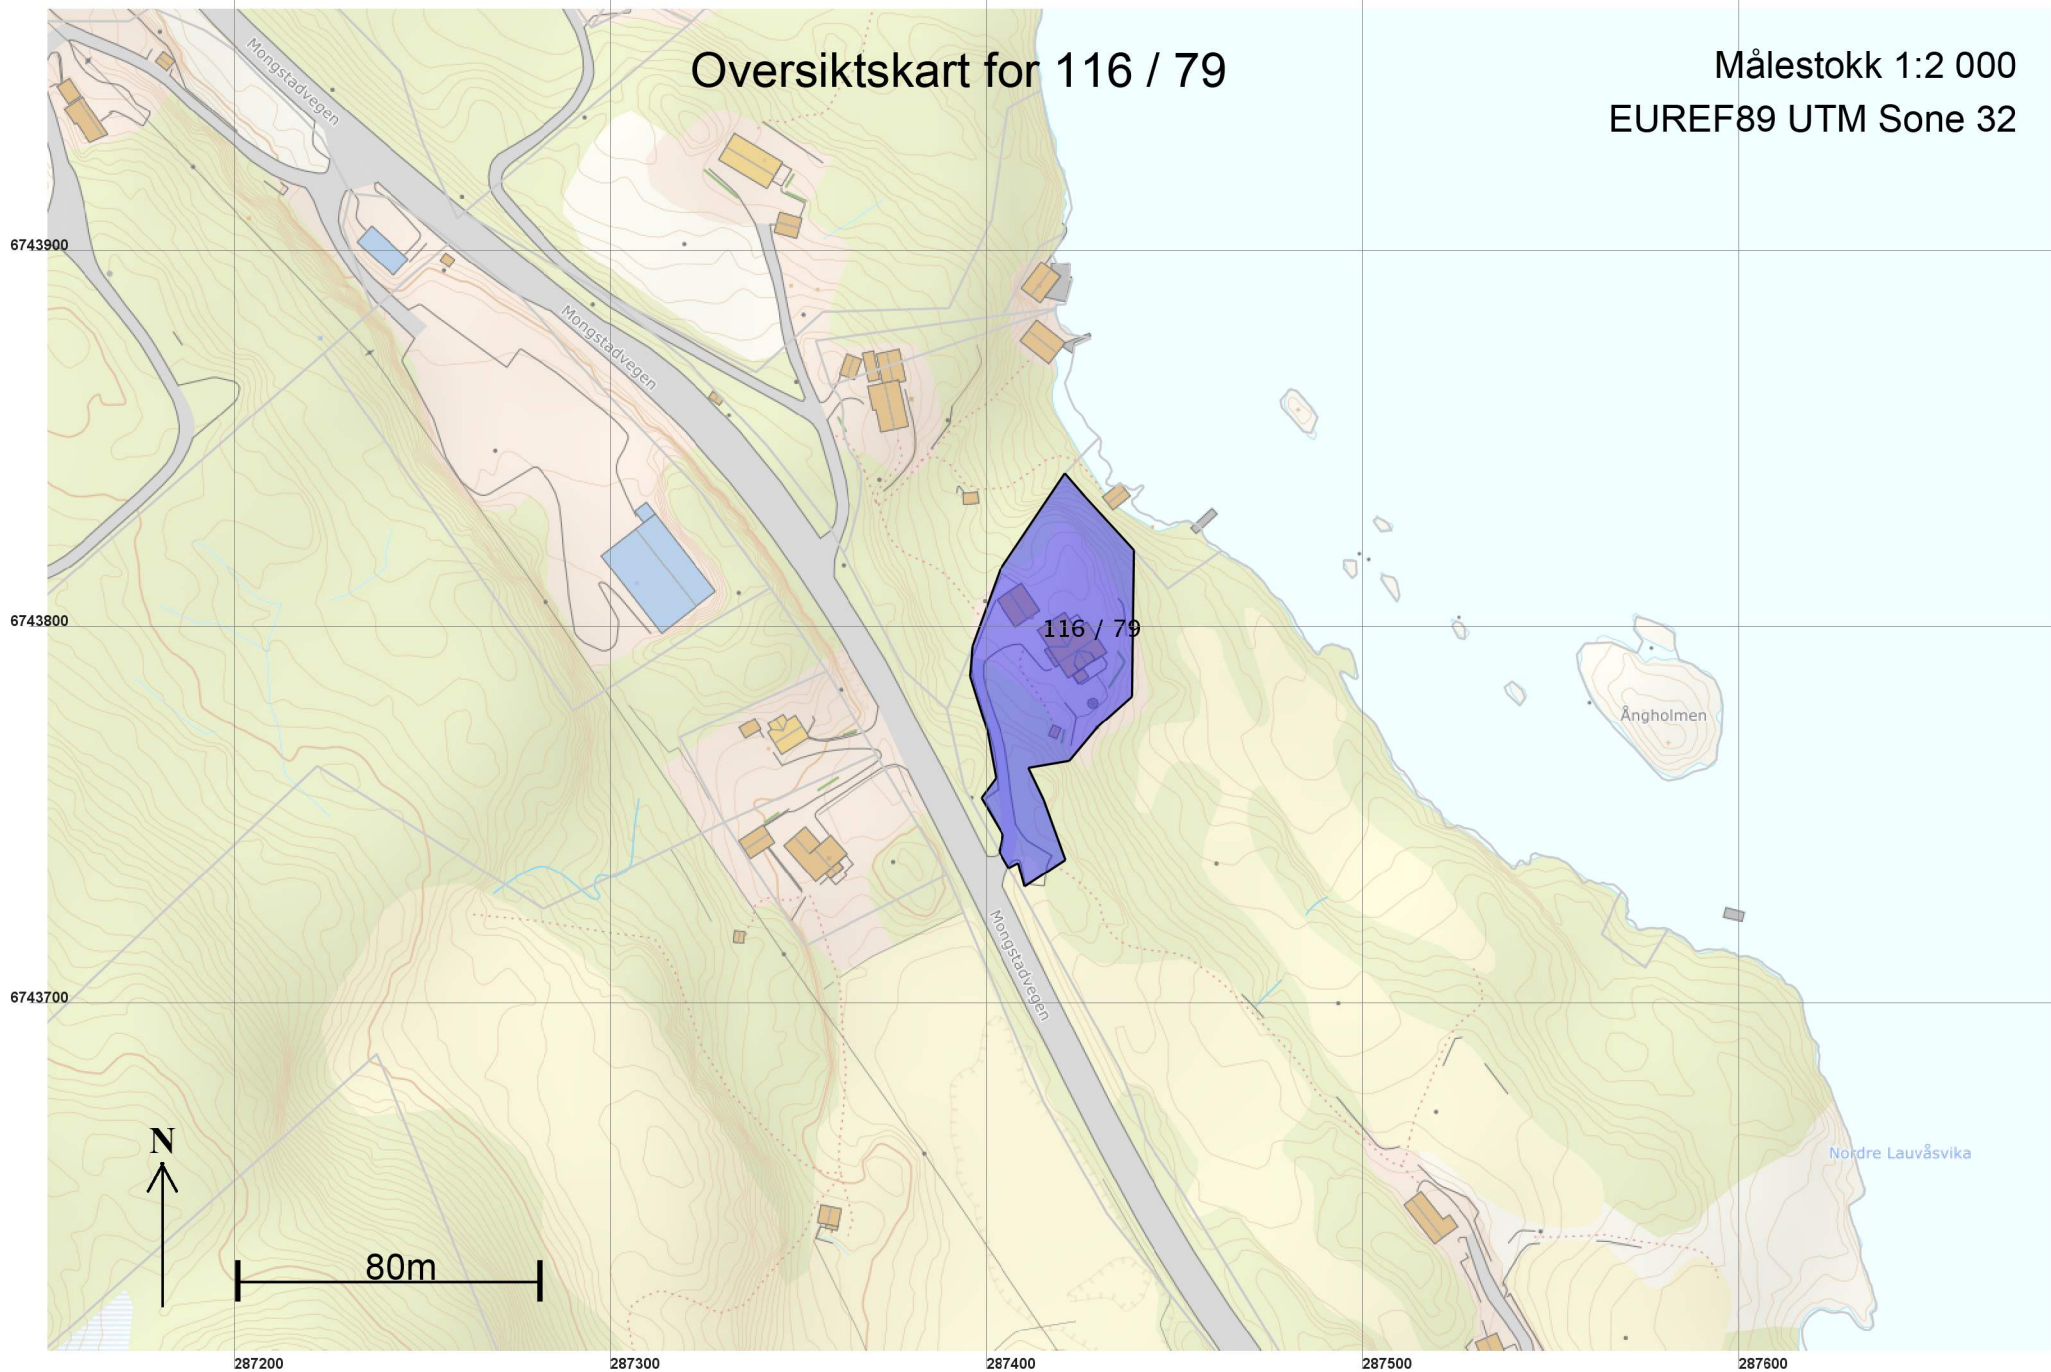 Oversiktskart for 116 / 79
Målestokk 1:2 000
EUREF89 UTM Sone 32
Mongstadvegen
6743900
Mongstadvegen
6743800
116 / 79
Ångholmen
Mongstadvegen
6743700
N
Nordre Lauvåsvika
80m
287200
287300
287400
287500
287600